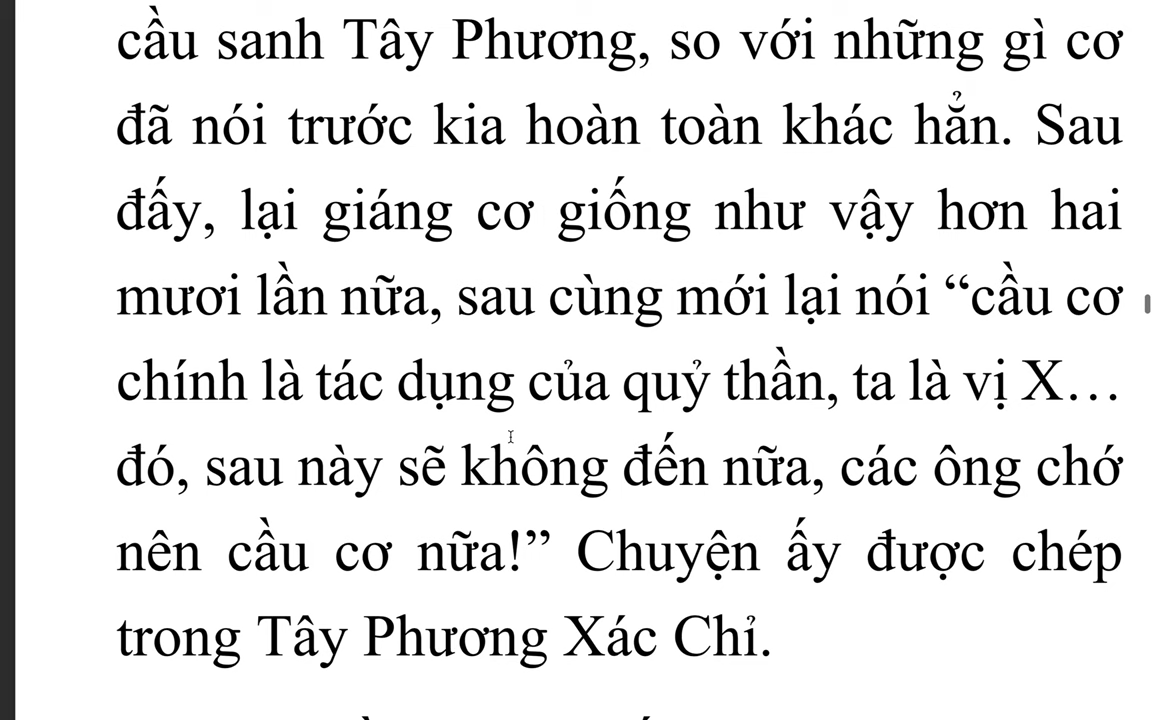 cầu sanh Tây Phương, so với những gì cơ
đã nói trước kia hoàn toàn khác hẳn. Sau
đấy, lại giáng cơ giống như vậy hơn hai
mươi lần nữa, sau cùng mới lại nói “cầu cơ
chính là tác dụng của quỷ thần, ta là vị X…
đó, sau này sẽ không đến nữa, các ông chớ
nên cầu cơ nữa!” Chuyện ấy được chép
trong Tây Phương Xác Chỉ.